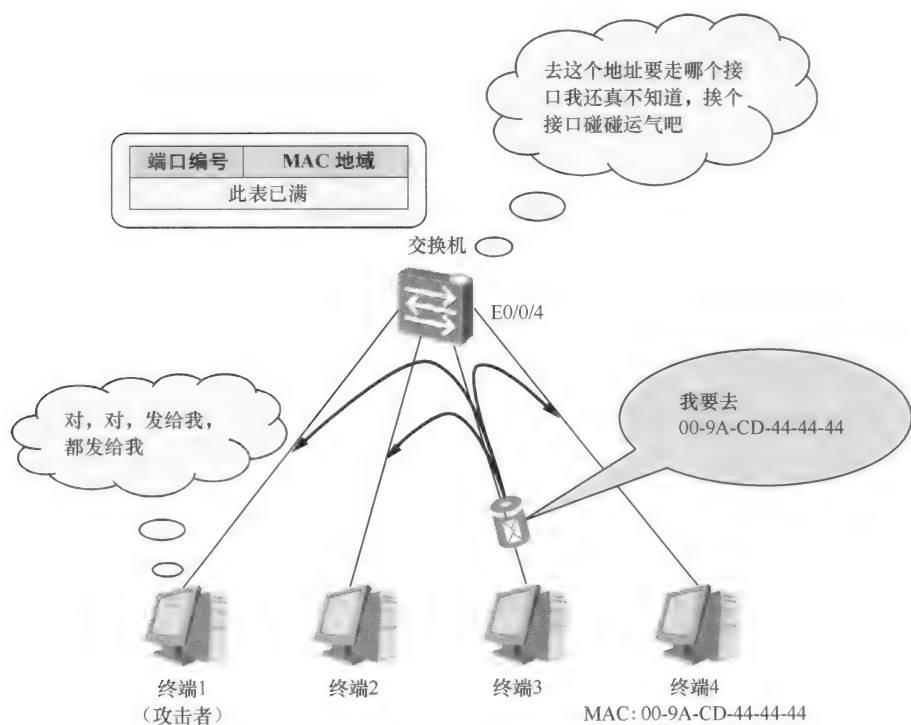 去这个地址要走哪个接
口我还真不知道，挨个
接口碰碰运气吧
端口编号 MAC 地域
此表已满
交换机
E0/0/4
对，对，发给我，
都发给我
我要去
00-9A-CD-44-44-44
终端1
（攻击者）
终端2
终端3
终端4
MAC: 00-9A-CD-44-44-44